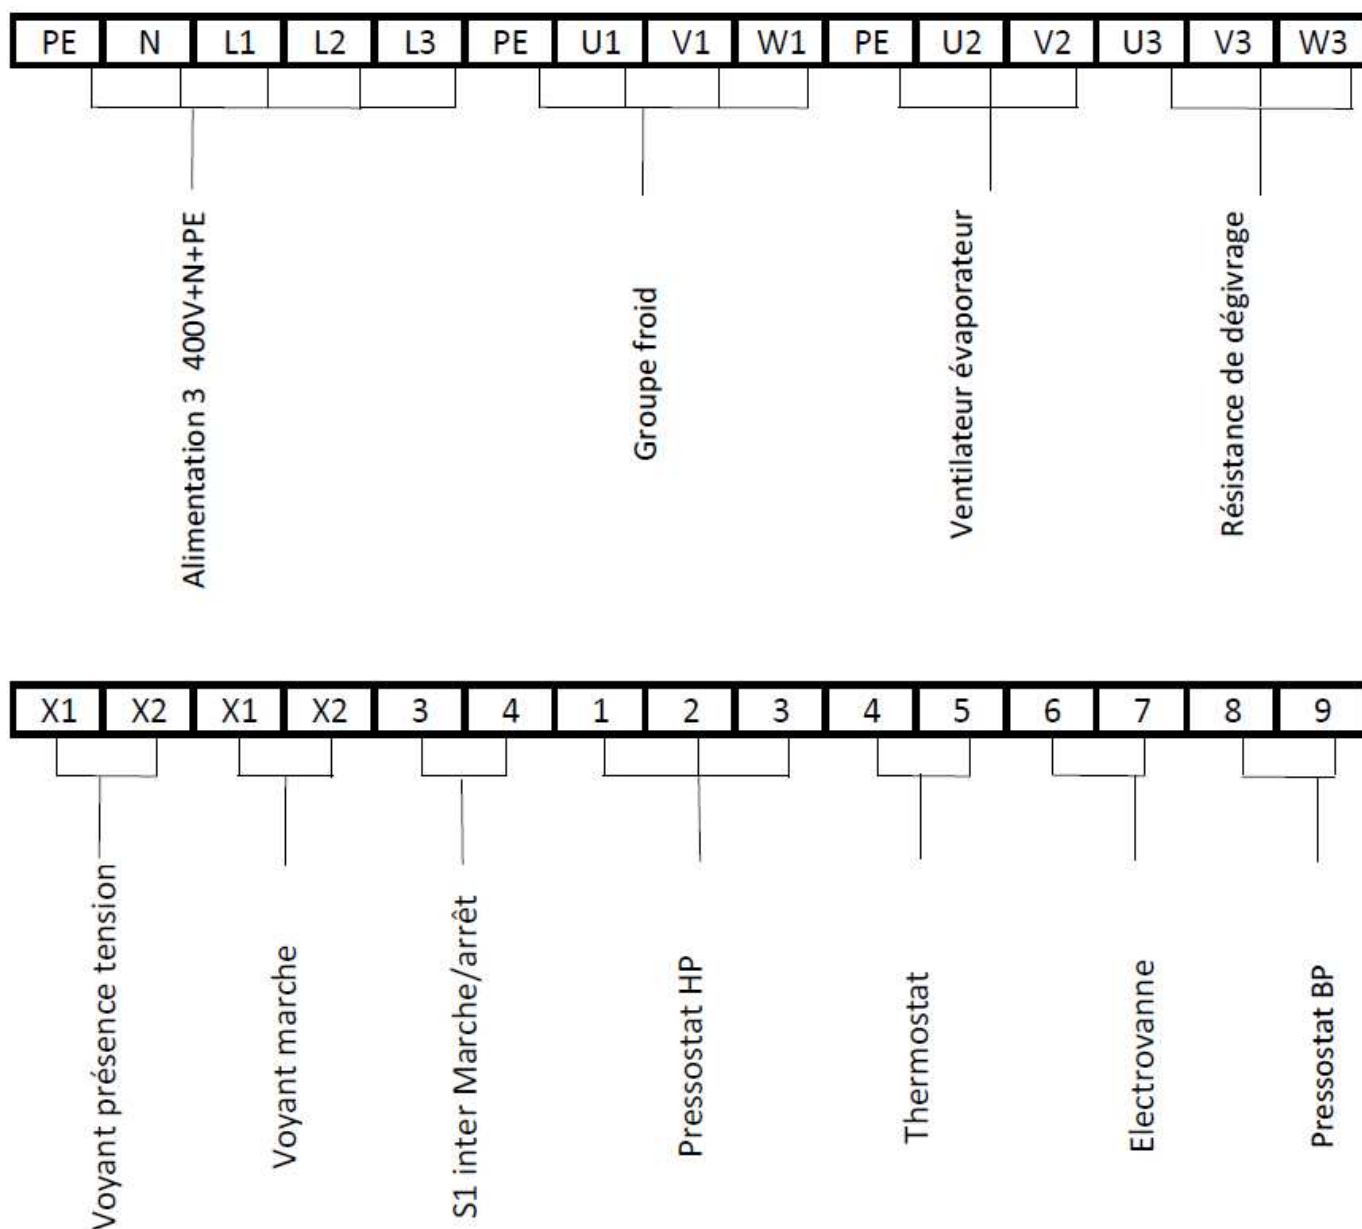 PE N L1 L2 L3 PE U1 V1 W1 PE U2 V2 U3 V3 W3
Alimentation 3 400V+N+PE
Groupe froid
Ventilateur évaporateur
Résistance de dégivrage
X1 X2 X1 X2 3 4 1 2 3 4 5 6 7 8 9
Voyant présence tension
Voyant marche
S1 inter Marche/arrêt
Pressostat HP
Thermostat
Electrovanne
Pressostat BP